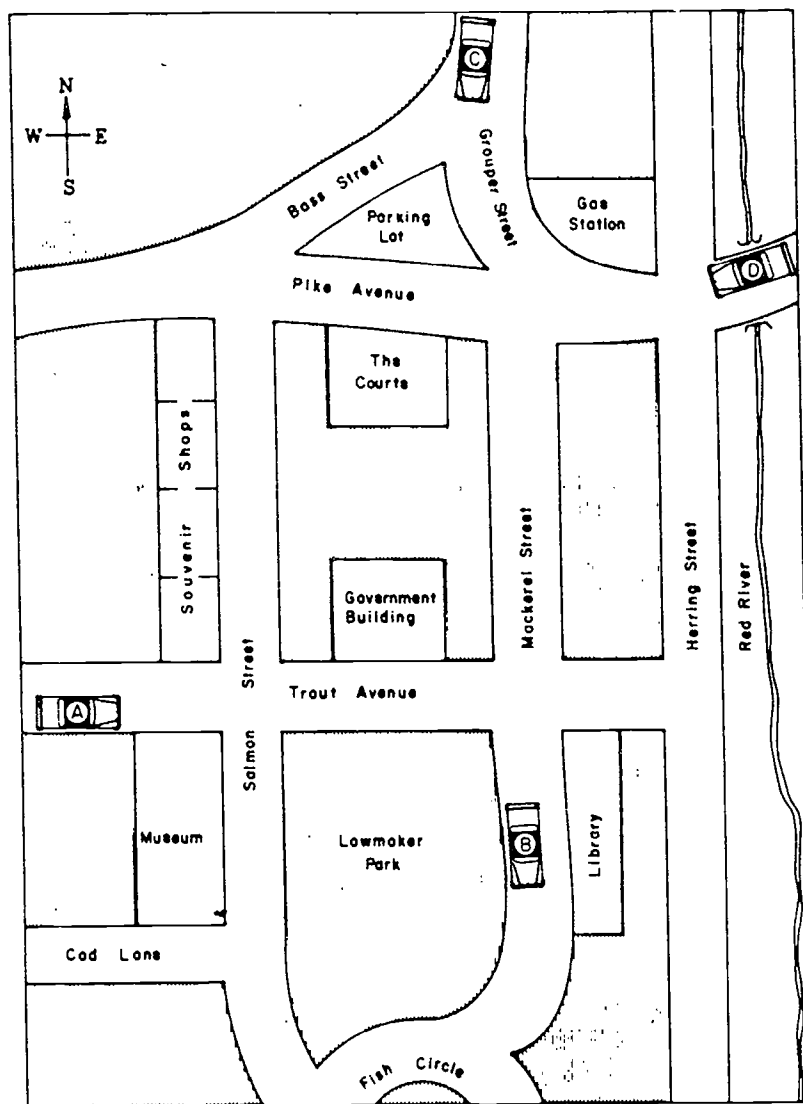 C
N
W E
S
Bass Street
Grouper Street
Parking
Lot
Gas
Station
D
Pike Avenue
The
Courts
Souvenir Shops
Mackerel Street
Herring Street
Red River
Government
Building
Salmon Street
Trout Avenue
A
Museum
Lawmaker
Park
B
Library
Cod Lane
Fish Circle